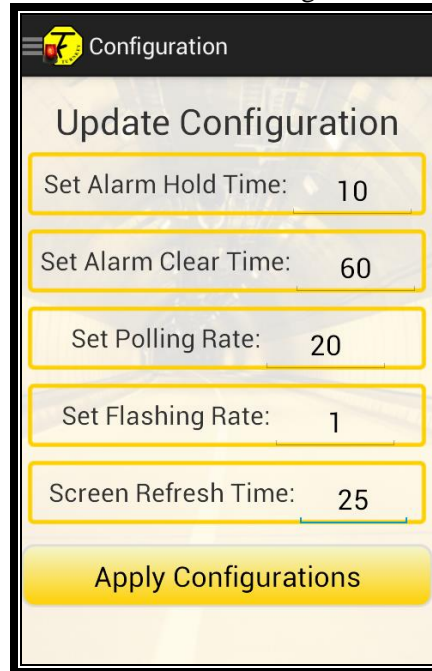 Configuration
Update Configuration
Set Alarm Hold Time: 10
Set Alarm Clear Time: 60
Set Polling Rate: 20
Set Flashing Rate: 1
Screen Refresh Time: 25
Apply Configurations